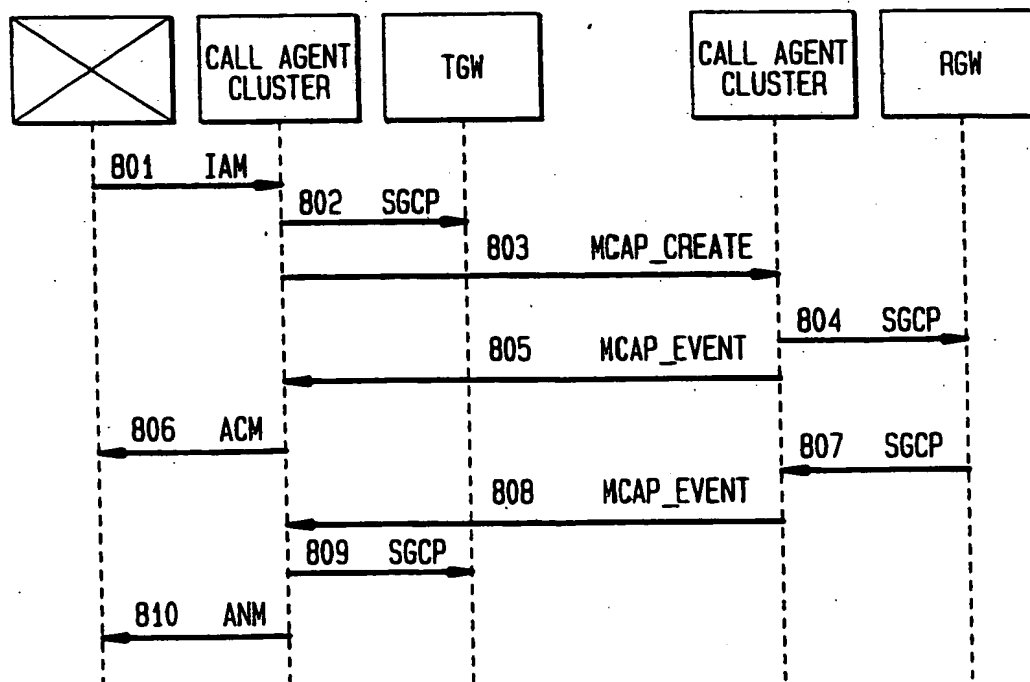 CALL AGENT
CLUSTER
TGW
CALL AGENT
CLUSTER
RGW
801 IAM
802 SGCP
803 MCAP_CREATE
804 SGCP
805 MCAP_EVENT
806 ACM
807 SGCP
808 MCAP_EVENT
809 SGCP
810 ANM